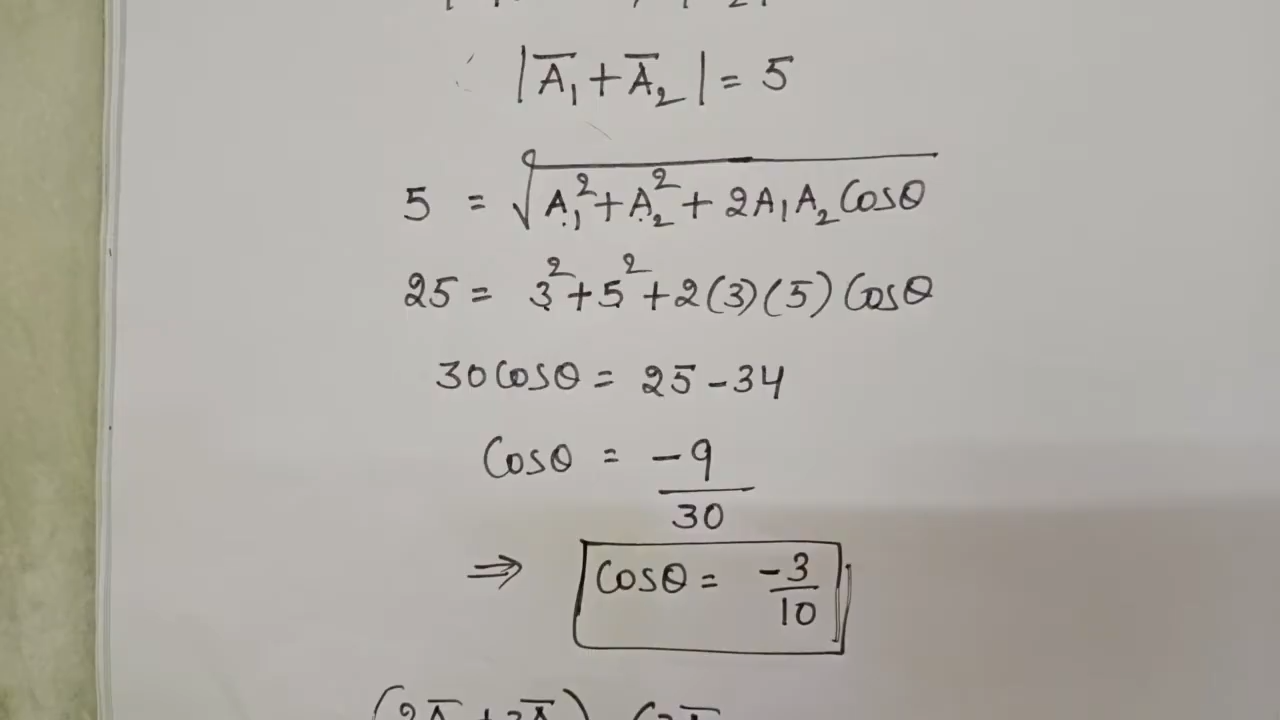 |A̅₁ + A̅₂| = 5
5 = √(A₁² + A₂² + 2A₁A₂ Cosθ)
25 = 3² + 5² + 2(3)(5) Cosθ
30 Cosθ = 25 - 34
Cosθ = -9/30
⇒ Cosθ = -3/10